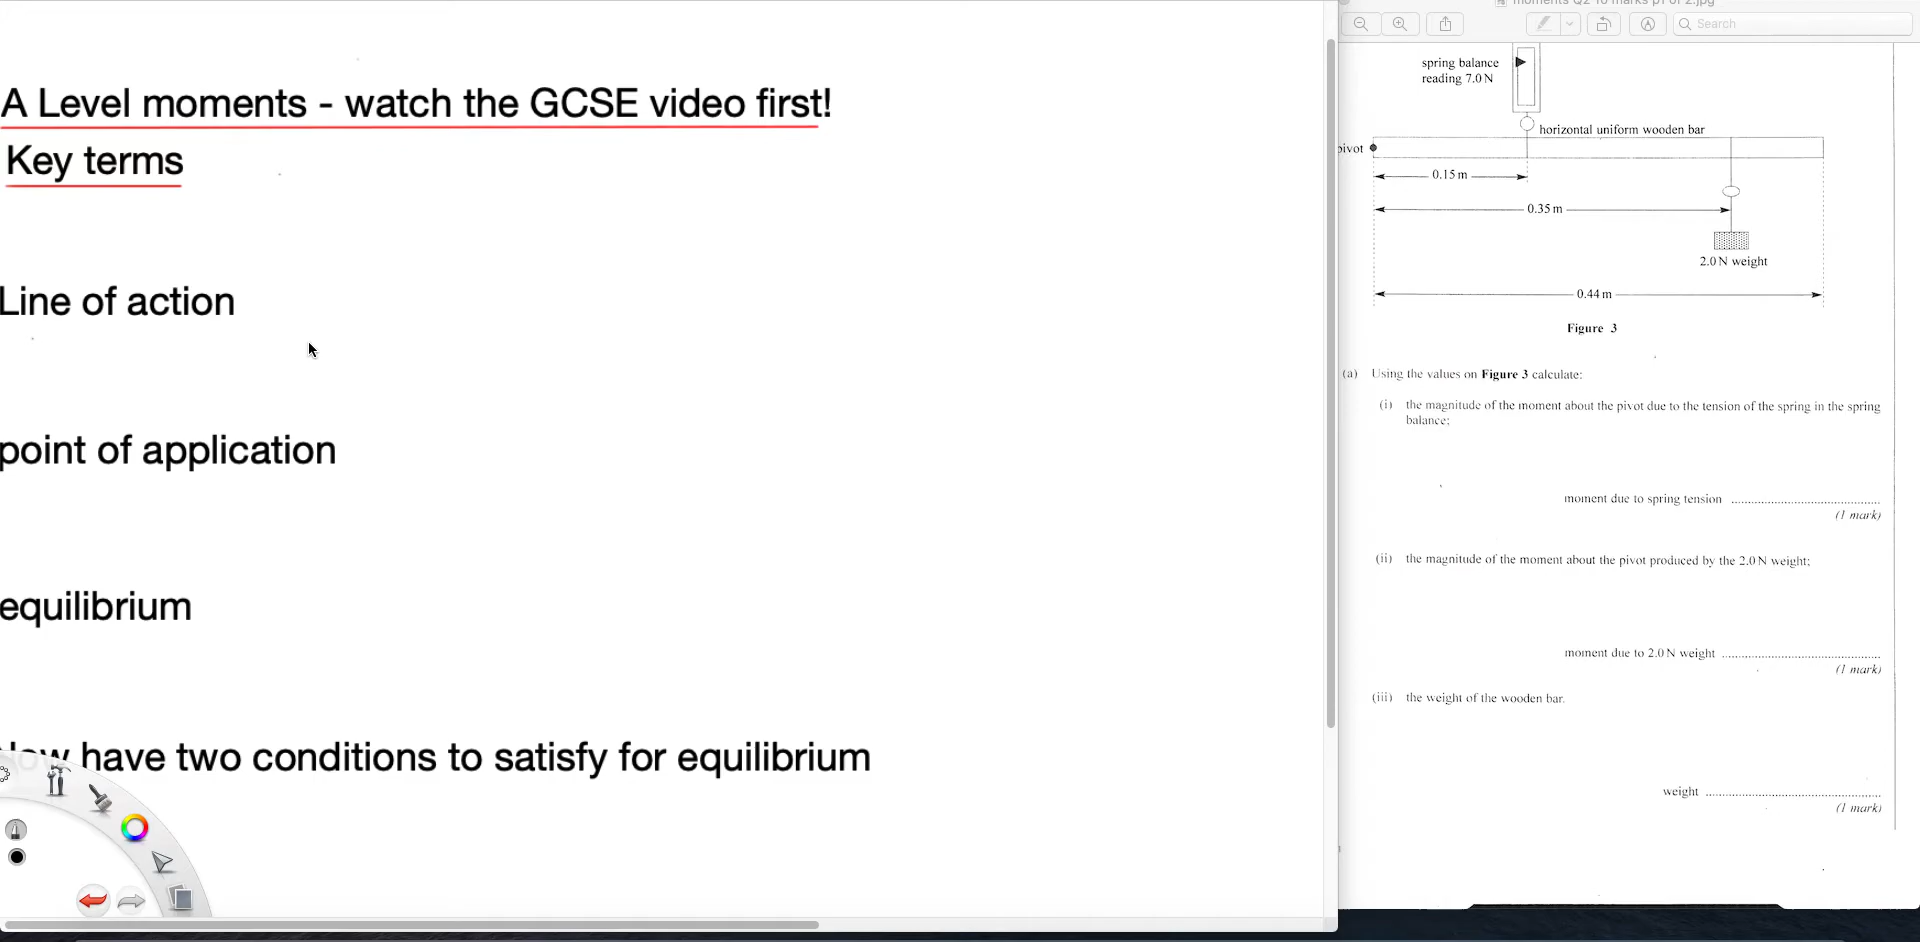 A Level moments - watch the GCSE video first!
Key terms
Line of action
point of application
equilibrium
have two conditions to satisfy for equilibrium
Search
spring balance
reading 7.0 N
horizontal uniform wooden bar
pivot
0.15 m
0.35 m
2.0 N weight
0.44 m
Figure 3
(a) Using the values on Figure 3 calculate:
(i) the magnitude of the moment about the pivot due to the tension of the spring in the spring
balance;
moment due to spring tension ........................................
(1 mark)
(ii) the magnitude of the moment about the pivot produced by the 2.0 N weight;
moment due to 2.0 N weight ........................................
(1 mark)
(iii) the weight of the wooden bar.
weight ........................................
(1 mark)